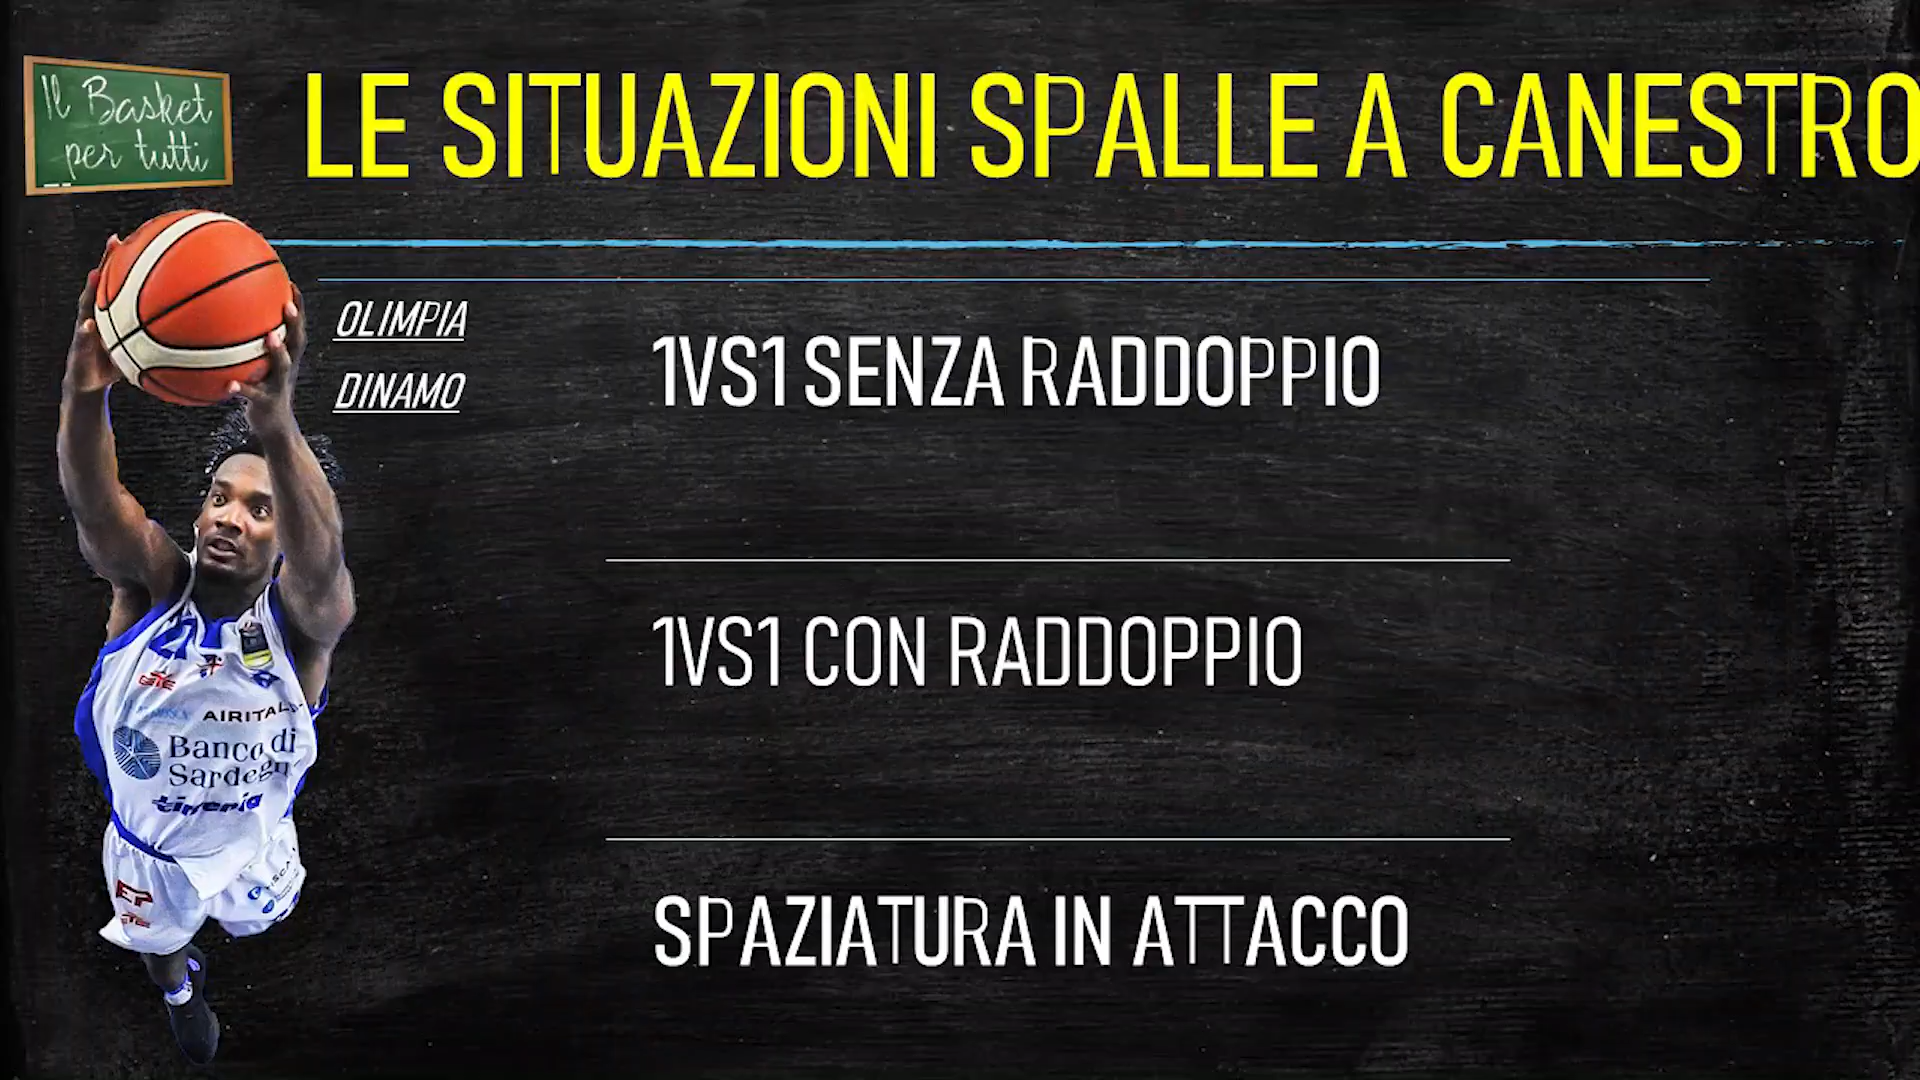 Il Basket
per tutti
LE SITUAZIONI SPALLE A CANESTRO
OLIMPIA
DINAMO
1VS1 SENZA RADDOPPIO
1VS1 CON RADDOPPIO
SPAZIATURA IN ATTACCO
AIRITALY
Banco di
Sardegna
tirrenia